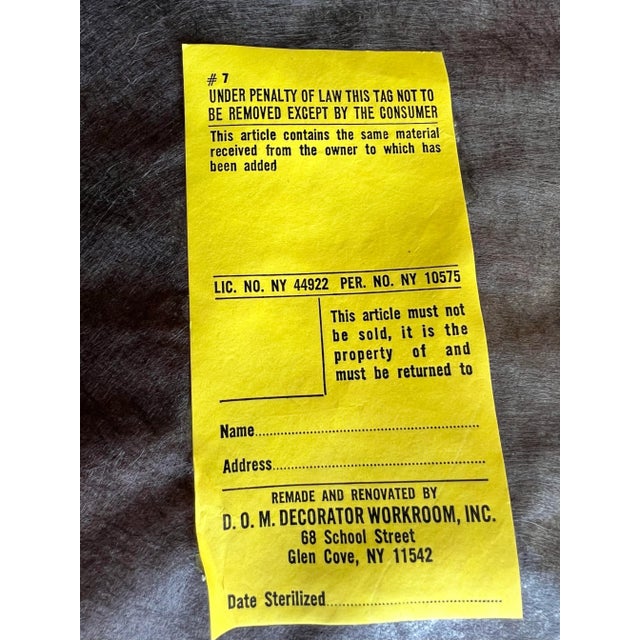 # 7
UNDER PENALTY OF LAW THIS TAG NOT TO
BE REMOVED EXCEPT BY THE CONSUMER
This article contains the same material
received from the owner to which has
been added
LIC. NO. NY 44922 PER. NO. NY 10575
This article must not
be sold, it is the
property of and
must be returned to
Name
Address
REMADE AND RENOVATED BY
D. O. M. DECORATOR WORKROOM, INC.
68 School Street
Glen Cove, NY 11542
Date Sterilized